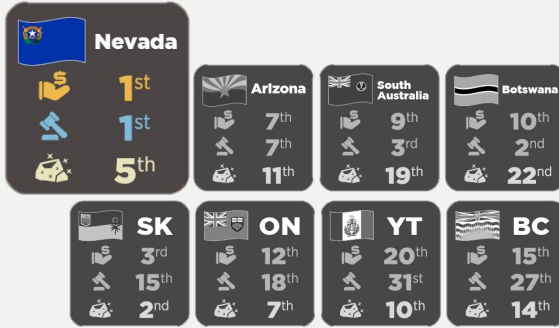 Nevada
1st
1st
5th
Arizona
7th
7th
11th
South
Australia
9th
3rd
19th
Botswana
10th
2nd
22nd
SK
3rd
15th
2nd
ON
12th
18th
7th
YT
20th
31st
10th
BC
15th
27th
14th